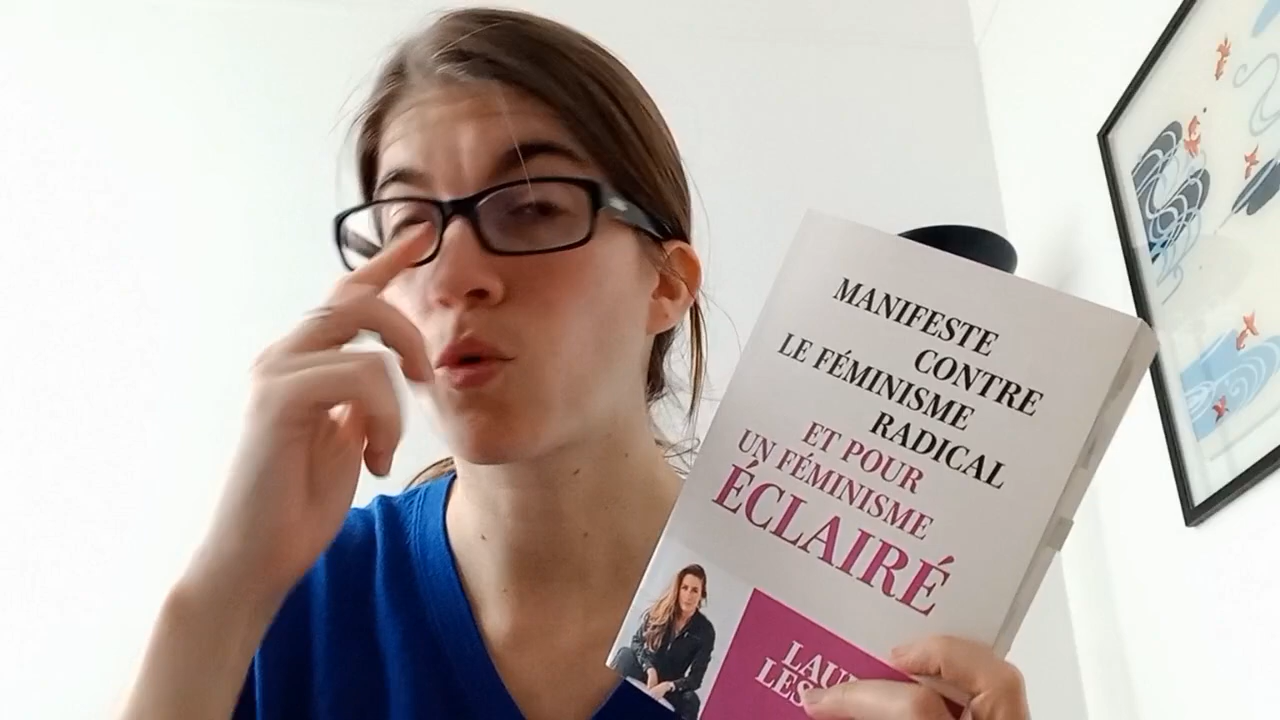 MANIFESTE
CONTRE
LE FÉMINISME
RADICAL
ET POUR
UN FÉMINISME
ÉCLAIRÉ